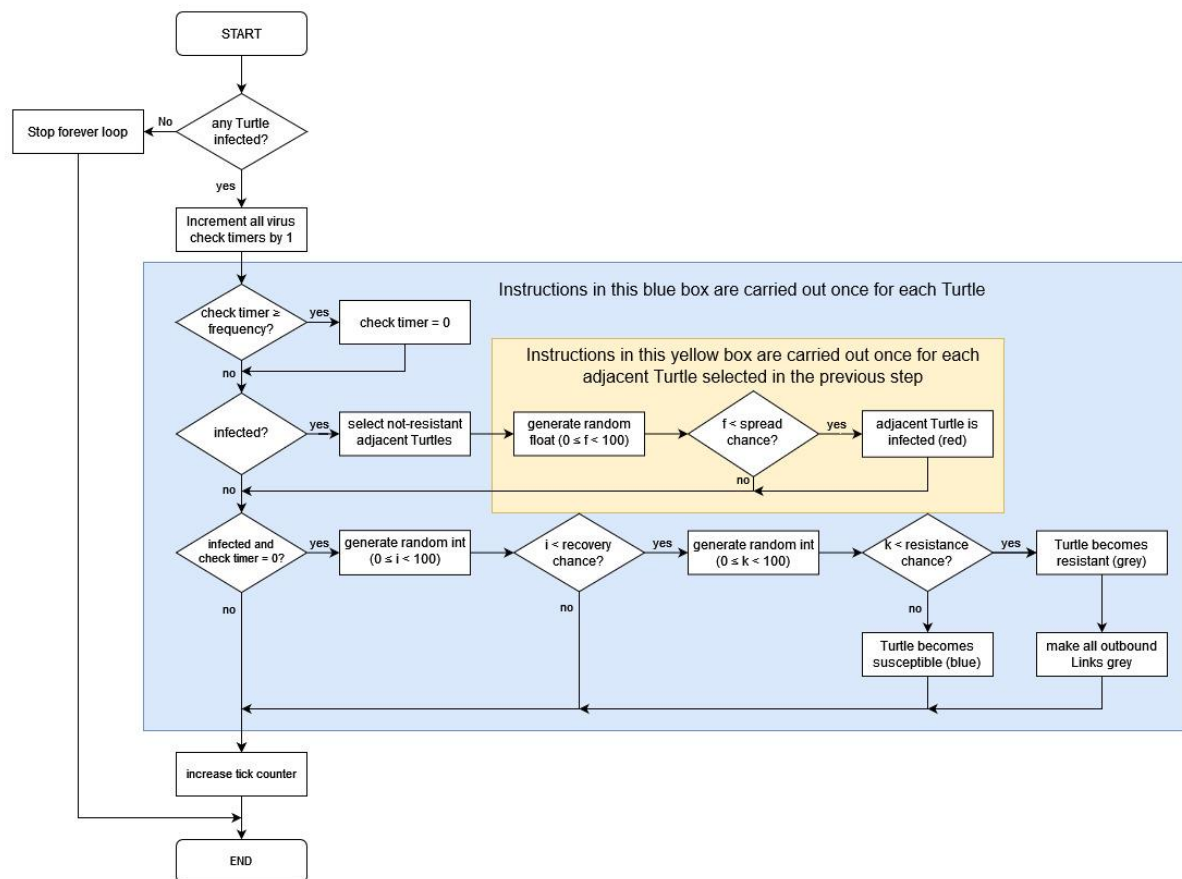 START
any Turtle
infected?
No
Stop forever loop
yes
Increment all virus
check timers by 1
Instructions in this blue box are carried out once for each Turtle
check timer ≥
frequency?
yes
check timer = 0
no
Instructions in this yellow box are carried out once for each
adjacent Turtle selected in the previous step
infected?
yes
select not-resistant
adjacent Turtles
generate random
float (0 ≤ f < 100)
f < spread
chance?
yes
adjacent Turtle is
infected (red)
no
no
infected and
check timer = 0?
yes
generate random int
(0 ≤ i < 100)
i < recovery
chance?
yes
generate random int
(0 ≤ k < 100)
k < resistance
chance?
yes
Turtle becomes
resistant (grey)
no
no
no
Turtle becomes
susceptible (blue)
make all outbound
Links grey
increase tick counter
END